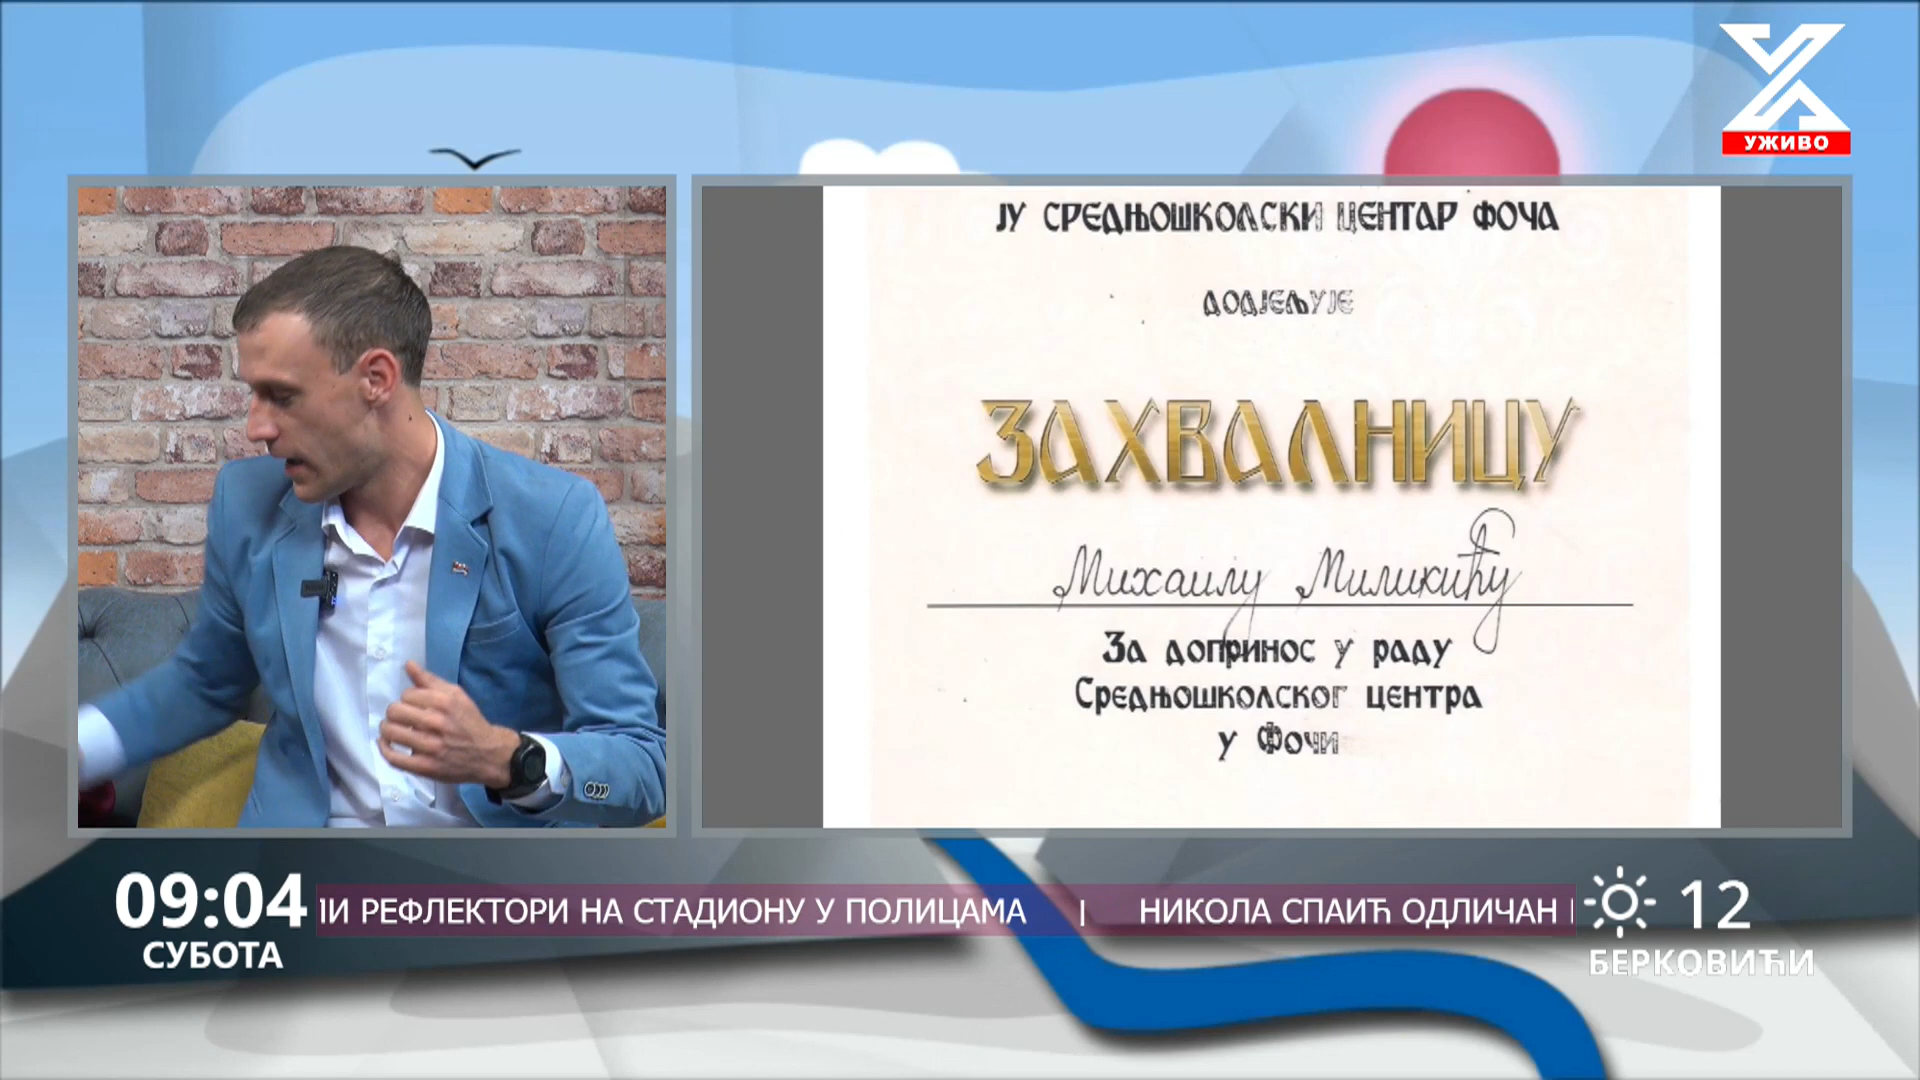 УЖИВО
ЈУ СРЕДЊОШКОЛСКИ ЦЕНТАР ФОЧА
ДОДЈЕЉУЈЕ
ЗАХВАЛНИЦУ
Михаилу Миликићу
За допринос у раду
Средњошколског центра
у Фочи
09:04
СУБОТА
РЕФЛЕКТОРИ НА СТАДИОНУ У ПОЛИЦАМА | НИКОЛА СПАИЋ ОДЛИЧАН
12
БЕРКОВИЋИ